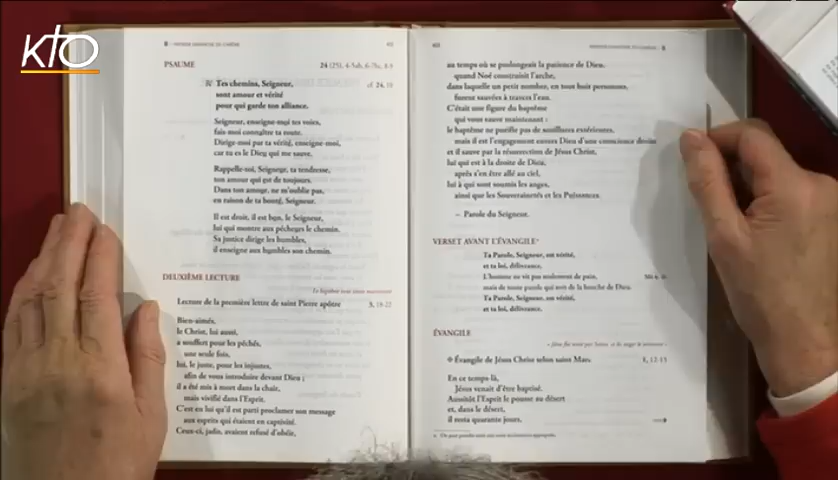 KTO
PSAUME 24 (25), 4-5ab, 6-7bc, 8-9
℟ Tes chemins, Seigneur, cf 24, 10
sont amour et vérité
pour qui garde ton alliance.
Seigneur, enseigne-moi tes voies,
fais-moi connaître ta route.
Dirige-moi par ta vérité, enseigne-moi,
car tu es le Dieu qui me sauve.
Rappelle-toi, Seigneur, ta tendresse,
ton amour qui est de toujours.
Dans ton amour, ne m'oublie pas,
en raison de ta bonté, Seigneur.
Il est droit, il est bon, le Seigneur,
lui qui montre aux pécheurs le chemin.
Sa justice dirige les humbles,
il enseigne aux humbles son chemin.
DEUXIÈME LECTURE
Le baptême vous sauve maintenant
Lecture de la première lettre de saint Pierre apôtre 3, 18-22
Bien-aimés,
le Christ, lui aussi,
a souffert pour les péchés,
une seule fois,
lui, le juste, pour les injustes,
afin de vous introduire devant Dieu ;
il a été mis à mort dans la chair,
mais vivifié dans l'Esprit.
C'est en lui qu'il est parti proclamer son message
aux esprits qui étaient en captivité.
Ceux-ci, jadis, avaient refusé d'obéir,
au temps où se prolongeait la patience de Dieu,
quand Noé construisait l'arche,
dans laquelle un petit nombre, en tout huit personnes,
furent sauvées à travers l'eau.
C'était une figure du baptême
qui vous sauve maintenant :
le baptême ne purifie pas de souillures extérieures,
mais il est l'engagement envers Dieu d'une conscience droite
et il sauve par la résurrection de Jésus Christ,
lui qui est à la droite de Dieu,
après s'en être allé au ciel,
lui à qui sont soumis les anges,
ainsi que les Souverainetés et les Puissances.
– Parole du Seigneur.
VERSET AVANT L'ÉVANGILE*
Ta Parole, Seigneur, est vérité,
et ta loi, délivrance.
L'homme ne vit pas seulement de pain,
mais de toute parole qui sort de la bouche de Dieu.
Ta Parole, Seigneur, est vérité,
et ta loi, délivrance.
ÉVANGILE
✠ Évangile de Jésus Christ selon saint Marc 1, 12-15
En ce temps-là,
Jésus venait d'être baptisé.
Aussitôt l'Esprit le pousse au désert
et, dans le désert,
il resta quarante jours,